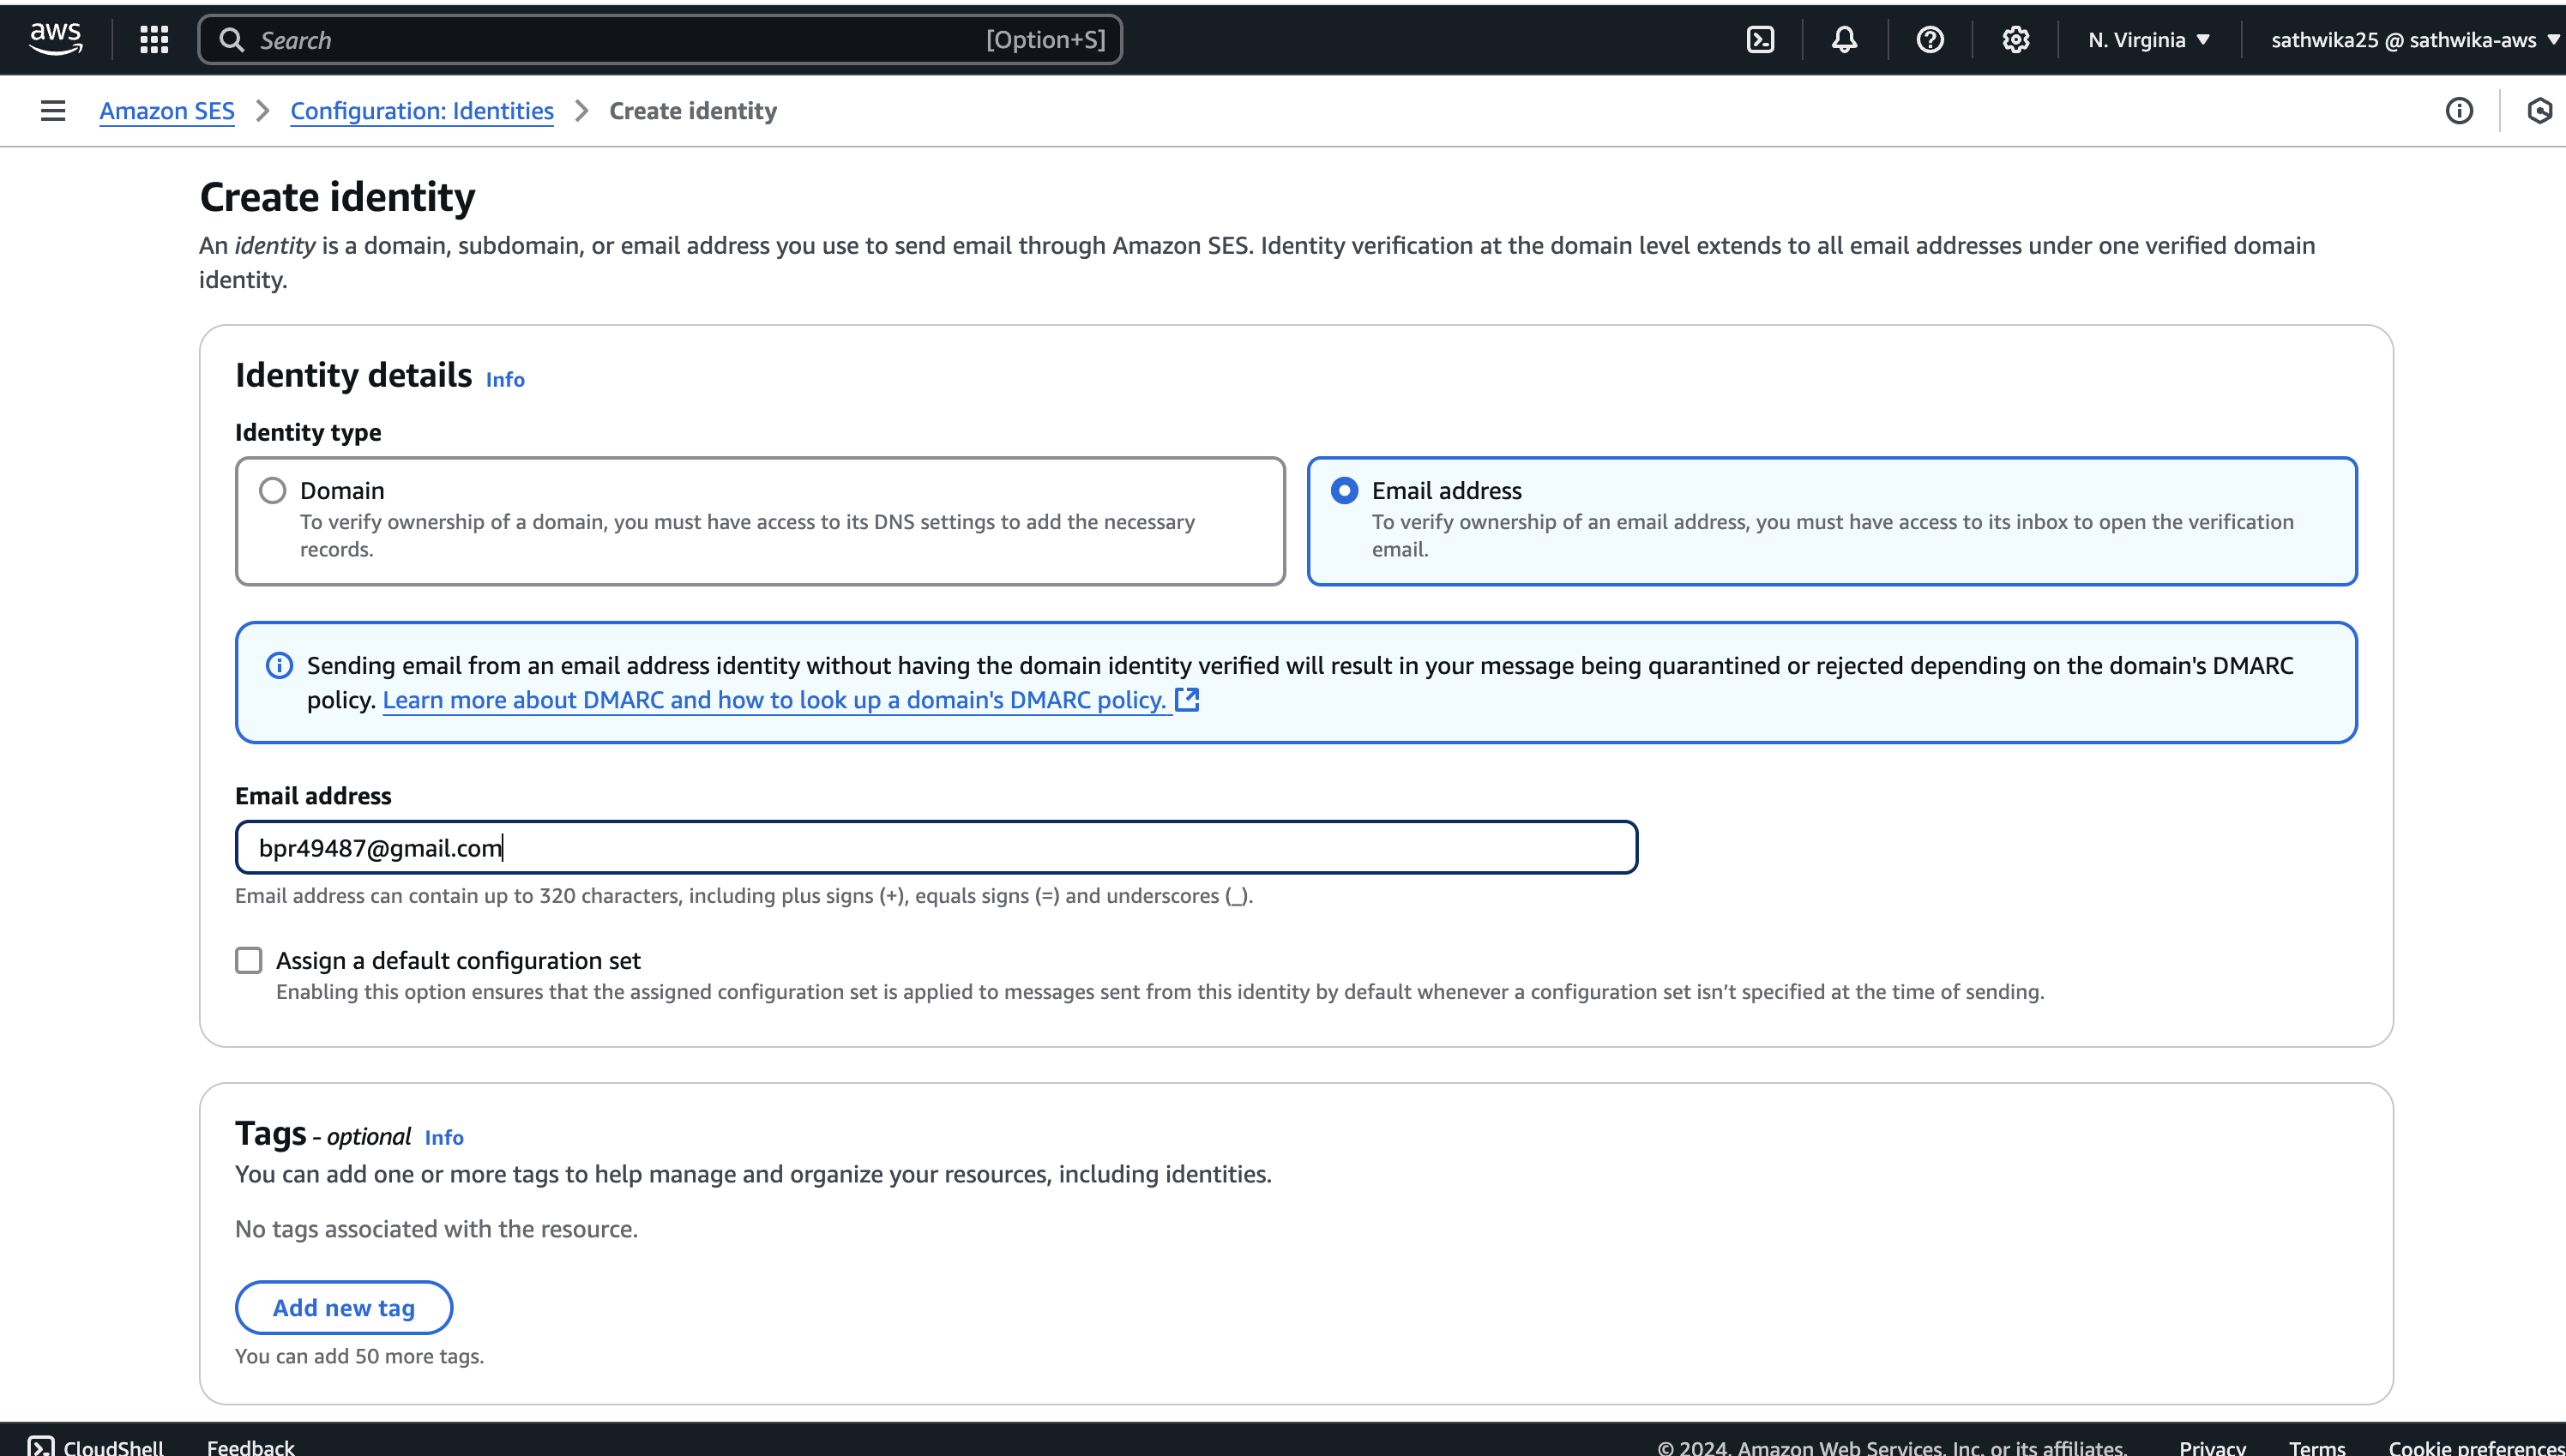 aws
Search
[Option+S]
N. Virginia
sathwika25 @ sathwika-aws
Amazon SES
Configuration: Identities
Create identity
Create identity
An identity is a domain, subdomain, or email address you use to send email through Amazon SES. Identity verification at the domain level extends to all email addresses under one verified domain
identity.
Identity details Info
Identity type
Domain
To verify ownership of a domain, you must have access to its DNS settings to add the necessary
records.
Email address
To verify ownership of an email address, you must have access to its inbox to open the verification
email.
Sending email from an email address identity without having the domain identity verified will result in your message being quarantined or rejected depending on the domain's DMARC
policy. Learn more about DMARC and how to look up a domain's DMARC policy.
Email address
bpr49487@gmail.com
Email address can contain up to 320 characters, including plus signs (+), equals signs (=) and underscores (_).
Assign a default configuration set
Enabling this option ensures that the assigned configuration set is applied to messages sent from this identity by default whenever a configuration set isn’t specified at the time of sending.
Tags - optional Info
You can add one or more tags to help manage and organize your resources, including identities.
No tags associated with the resource.
Add new tag
You can add 50 more tags.
CloudShell
Feedback
© 2024, Amazon Web Services, Inc. or its affiliates.
Privacy
Terms
Cookie preferences